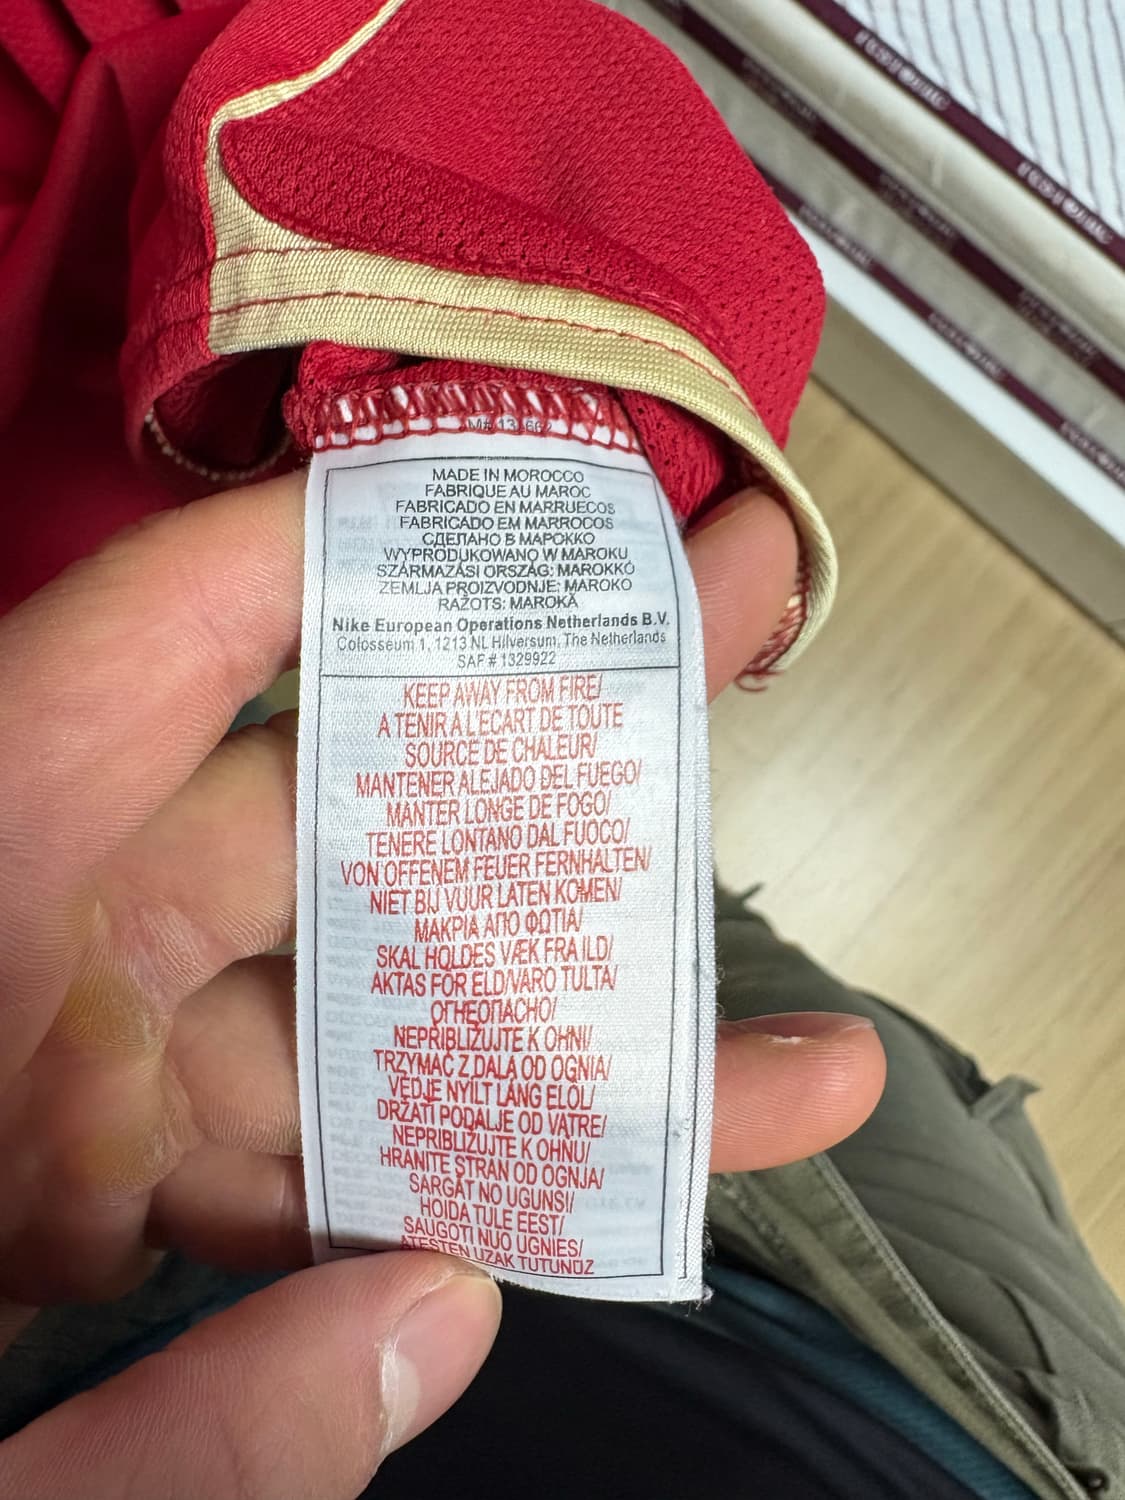 MADE IN MOROCCO
FABRIQUE AU MAROC
FABRICADO EN MARRUECOS
FABRICADO EM MARROCOS
СДЕЛАНО В МАРОККО
WYPRODUKOWANO W MAROKU
SZÁRMAZÁSI ORSZÁG: MAROKKÓ
ZEMLJA PROIZVODNJE: MAROKO
RAŽOTS: MAROKĀ
Nike European Operations Netherlands B.V.
Colosseum 1, 1213 NL Hilversum, The Netherlands
SAF # 1329922
KEEP AWAY FROM FIRE/
A TENIR A L'ECART DE TOUTE
SOURCE DE CHALEUR/
MANTENER ALEJADO DEL FUEGO/
MANTER LONGE DE FOGO/
TENERE LONTANO DAL FUOCO/
VON OFFENEM FEUER FERNHALTEN/
NIET BIJ VUUR LATEN KOMEN/
ΜΑΚΡΙΑ ΑΠΟ ΦΩΤΙΑ/
SKAL HOLDES VÆK FRA ILD/
AKTAS FÖR ELD/VARO TULTA/
ОГНЕОПАСНО/
NEPRIBLIŽUJTE K OHNI/
TRZYMAĆ Z DALA OD OGNIA/
VÉDJE NYÍLT LÁNG ELŐL/
DRŽATI PODALJE OD VATRE/
NEPRIBLIŽUJTE K OHŇU/
HRANITE STRAN OD OGNJA/
SARGĀT NO UGUNS!/
HOIDA TULE EEST/
SAUGOTI NUO UGNIES/
ATEŞTEN UZAK TUTUNUZ